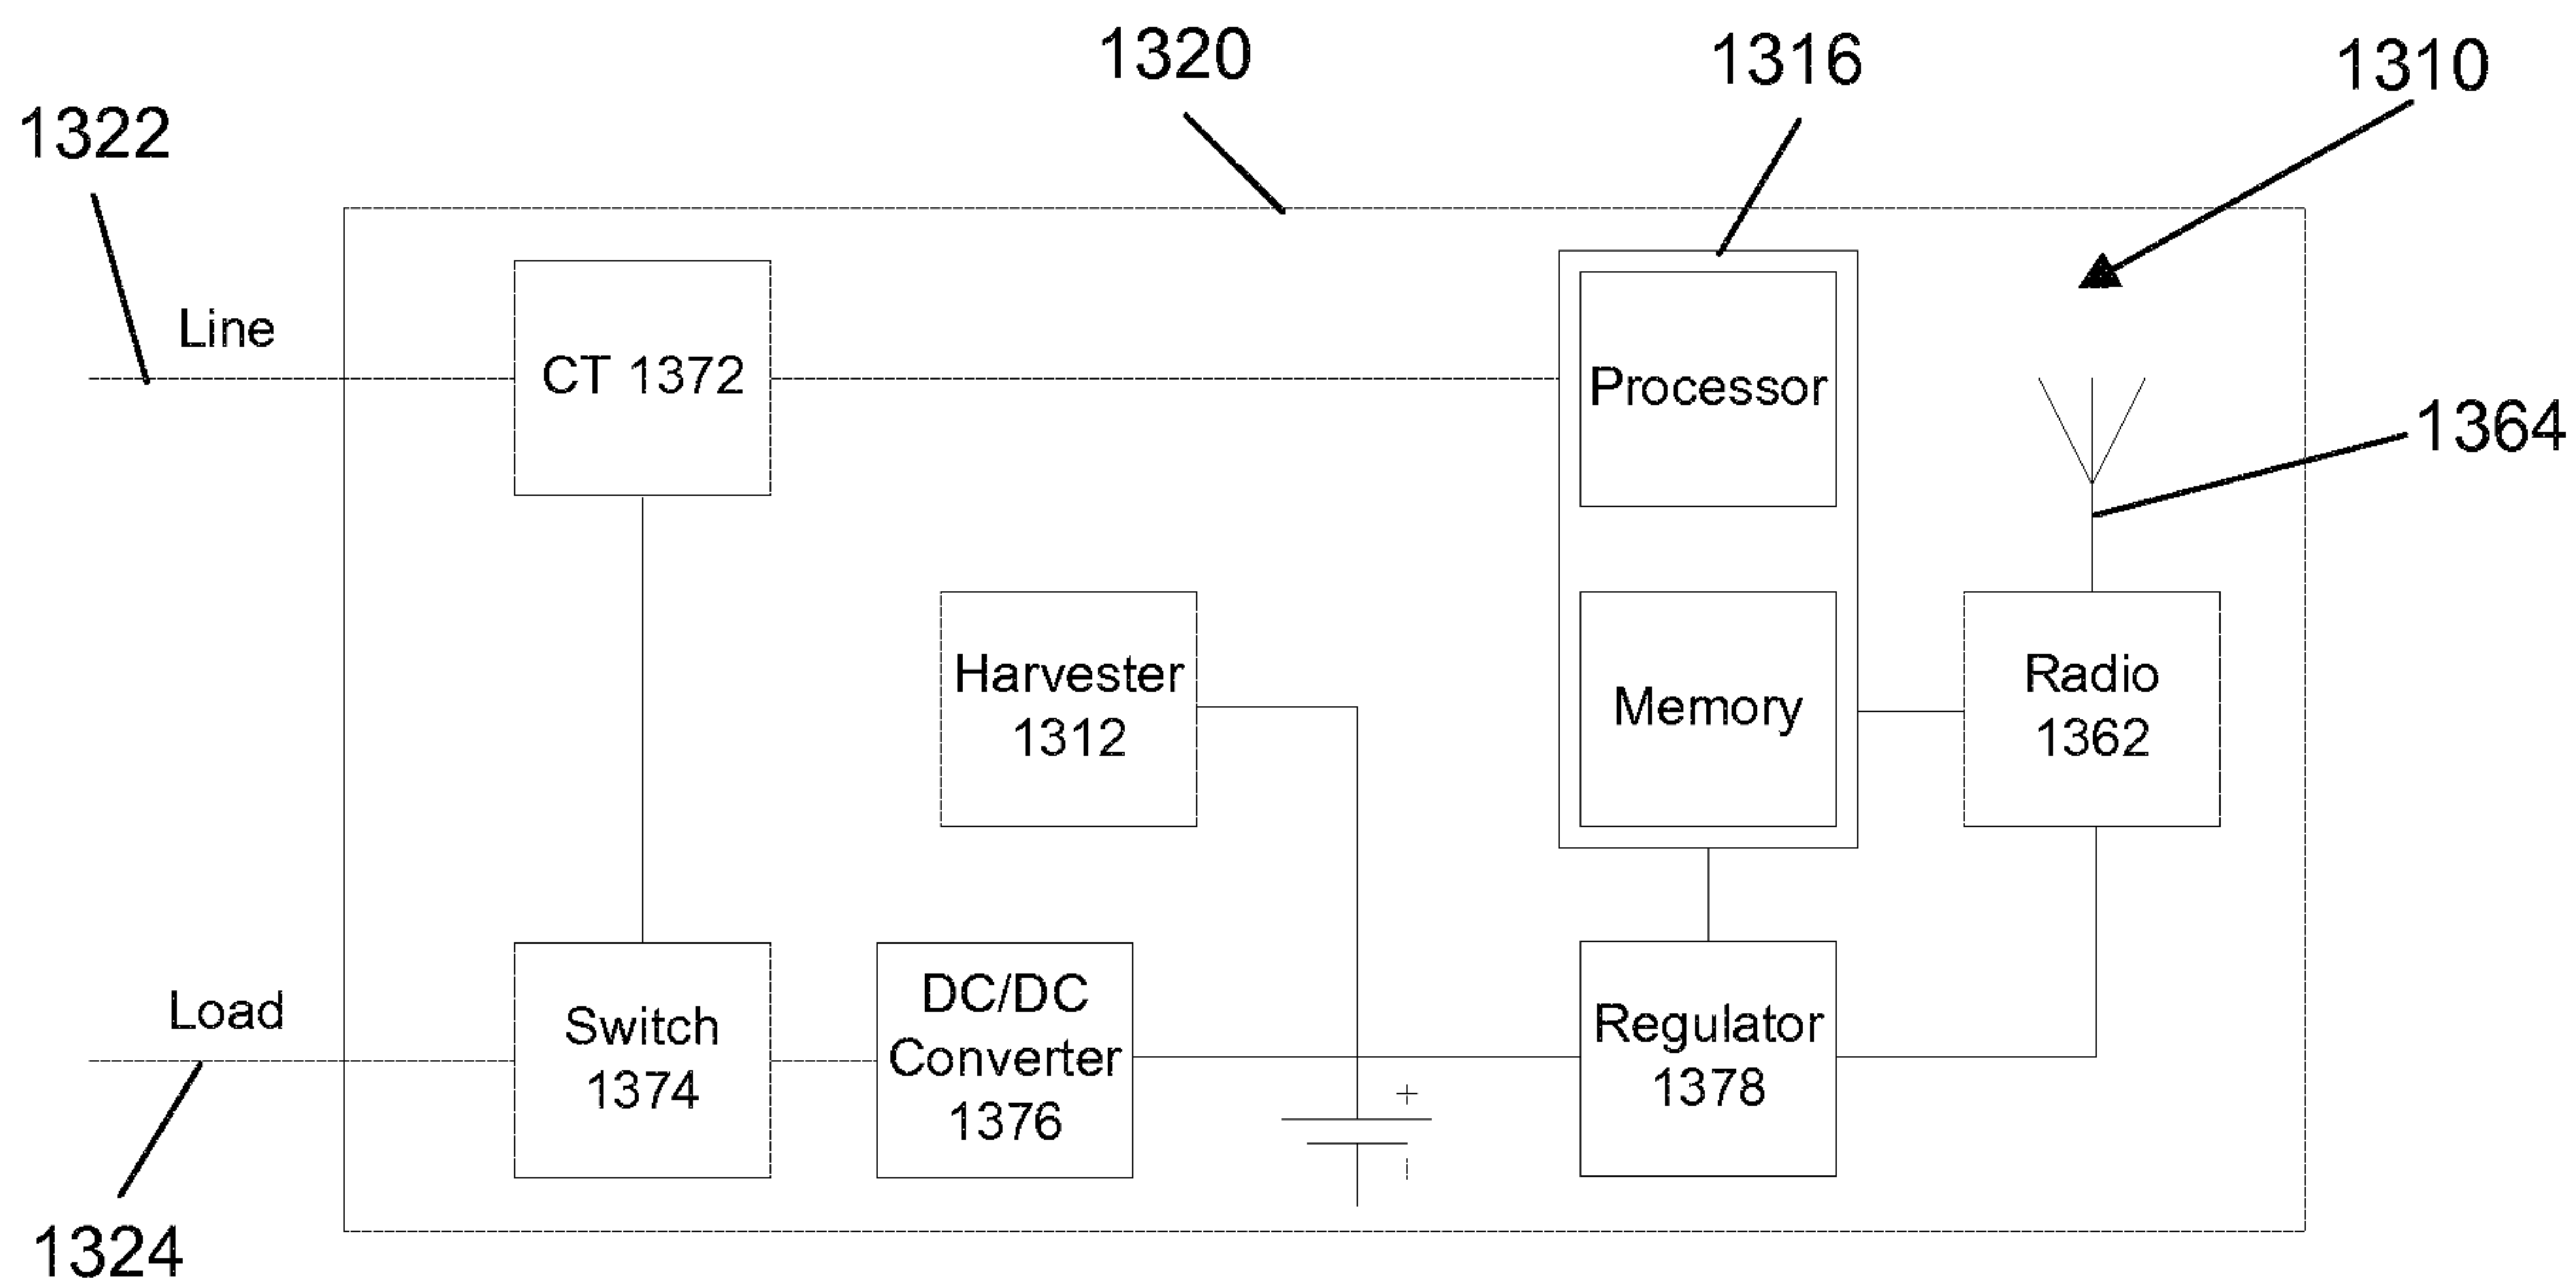 1320
1316
1310
1322
Line
CT 1372
Processor
1364
Harvester
1312
Memory
Radio
1362
Load
Switch
1374
DC/DC
Converter
1376
+
-
Regulator
1378
1324